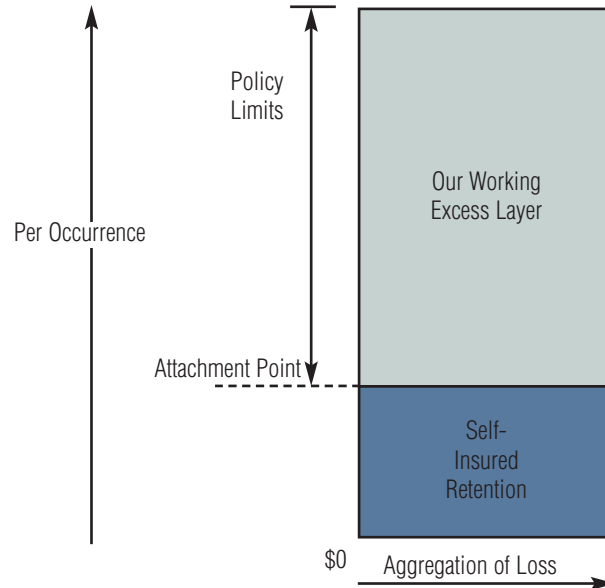 Policy
Limits
Our Working
Excess Layer
Per Occurrence
Attachment Point
Self-
Insured
Retention
$0
Aggregation of Loss